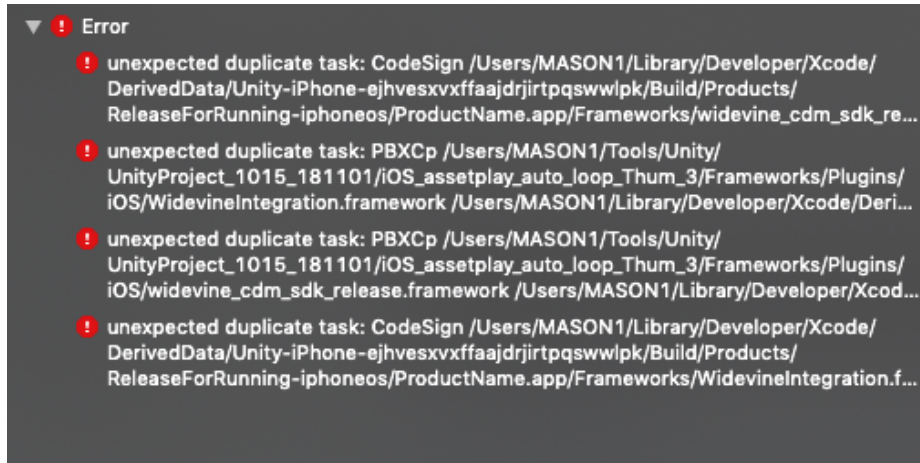 Error
unexpected duplicate task: CodeSign /Users/MASON1/Library/Developer/Xcode/
DerivedData/Unity-iPhone-ejhvesxvxffaajdrjirtpqswwlpk/Build/Products/
ReleaseForRunning-iphoneos/ProductName.app/Frameworks/widevine_cdm_sdk_re...
unexpected duplicate task: PBXCp /Users/MASON1/Tools/Unity/
UnityProject_1015_181101/iOS_assetplay_auto_loop_Thum_3/Frameworks/Plugins/
iOS/WidevineIntegration.framework /Users/MASON1/Library/Developer/Xcode/Deri...
unexpected duplicate task: PBXCp /Users/MASON1/Tools/Unity/
UnityProject_1015_181101/iOS_assetplay_auto_loop_Thum_3/Frameworks/Plugins/
iOS/widevine_cdm_sdk_release.framework /Users/MASON1/Library/Developer/Xcod...
unexpected duplicate task: CodeSign /Users/MASON1/Library/Developer/Xcode/
DerivedData/Unity-iPhone-ejhvesxvxffaajdrjirtpqswwlpk/Build/Products/
ReleaseForRunning-iphoneos/ProductName.app/Frameworks/WidevineIntegration.f...